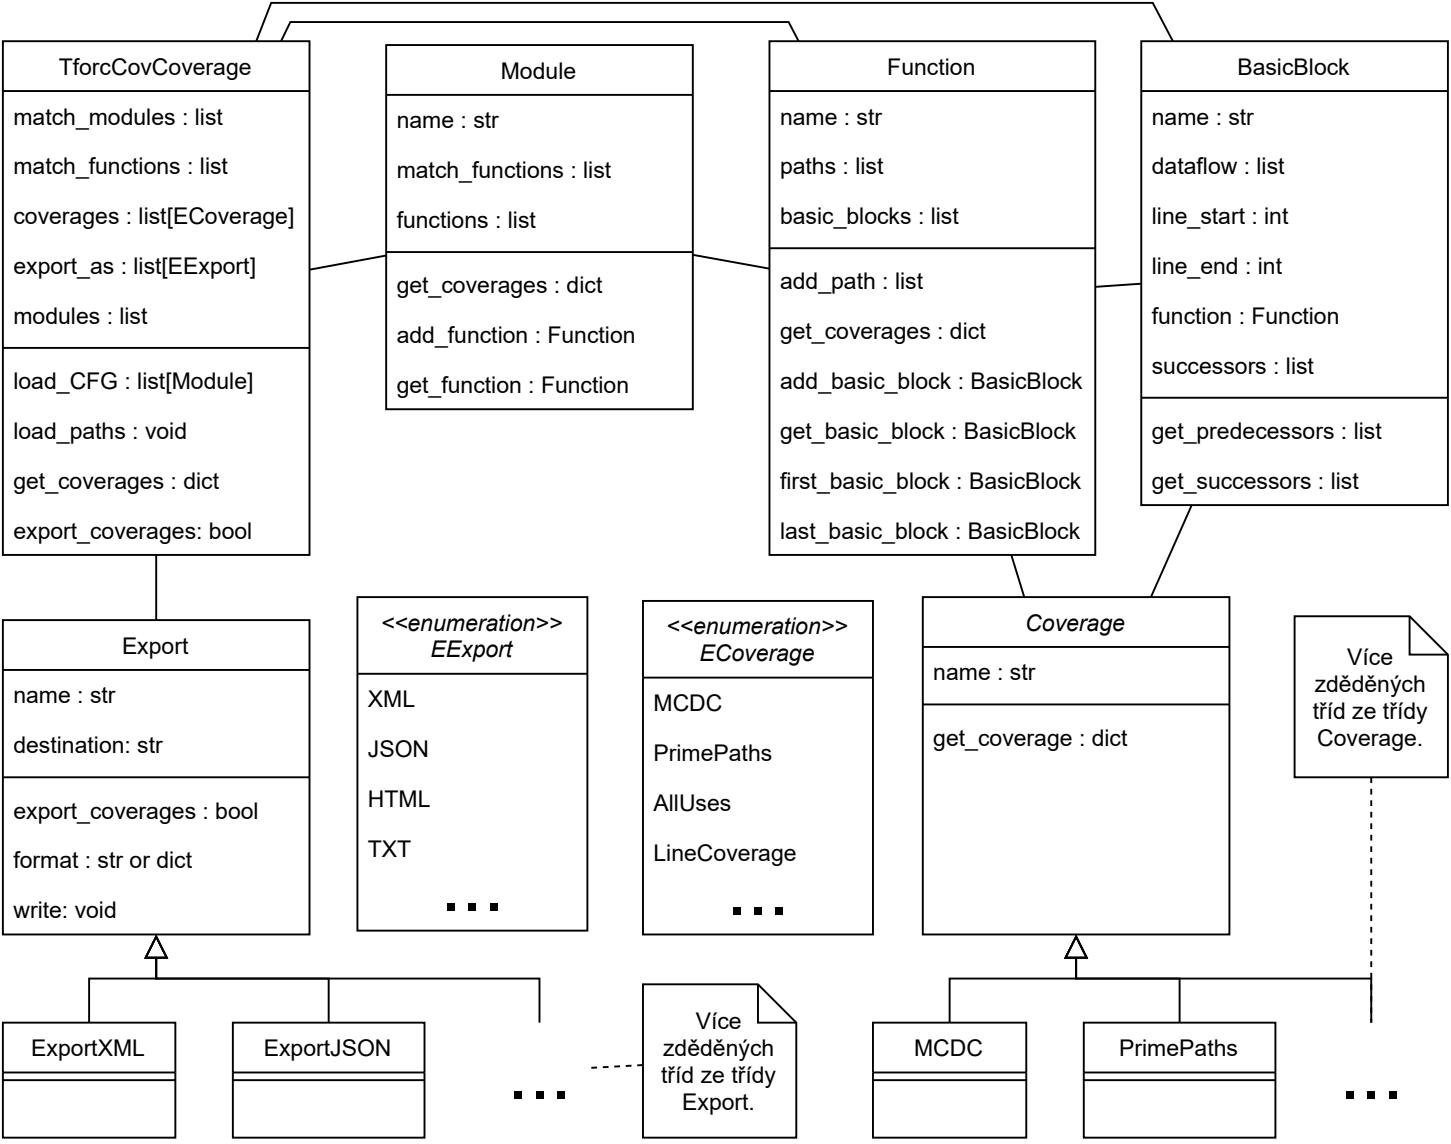 TforcCovCoverage
match_modules : list
match_functions : list
coverages : list[ECoverage]
export_as : list[EExport]
modules : list
load_CFG : list[Module]
load_paths : void
get_coverages : dict
export_coverages: bool
Module
name : str
match_functions : list
functions : list
get_coverages : dict
add_function : Function
get_function : Function
Function
name : str
paths : list
basic_blocks : list
add_path : list
get_coverages : dict
add_basic_block : BasicBlock
get_basic_block : BasicBlock
first_basic_block : BasicBlock
last_basic_block : BasicBlock
BasicBlock
name : str
dataflow : list
line_start : int
line_end : int
function : Function
successors : list
get_predecessors : list
get_successors : list
Export
name : str
destination: str
export_coverages : bool
format : str or dict
write: void
<<enumeration>>
EExport
XML
JSON
HTML
TXT
...
<<enumeration>>
ECoverage
MCDC
PrimePaths
AllUses
LineCoverage
...
Coverage
name : str
get_coverage : dict
Více
zděděných
tříd ze třídy
Coverage.
ExportXML
ExportJSON
...
Více
zděděných
tříd ze třídy
Export.
MCDC
PrimePaths
...